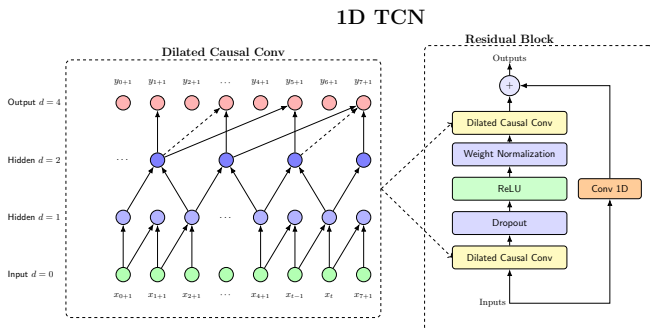 1D TCN
Dilated Causal Conv
y0+1 y1+1 y2+1 ... y4+1 y5+1 y6+1 y7+1
Output d = 4
... Hidden d = 2
Hidden d = 1 ...
Input d = 0
x0+1 x1+1 x2+1 ... x4+1 xt−1 xt x7+1
Residual Block
Outputs
+
Dilated Causal Conv
Weight Normalization
ReLU
Conv 1D
Dropout
Dilated Causal Conv
Inputs